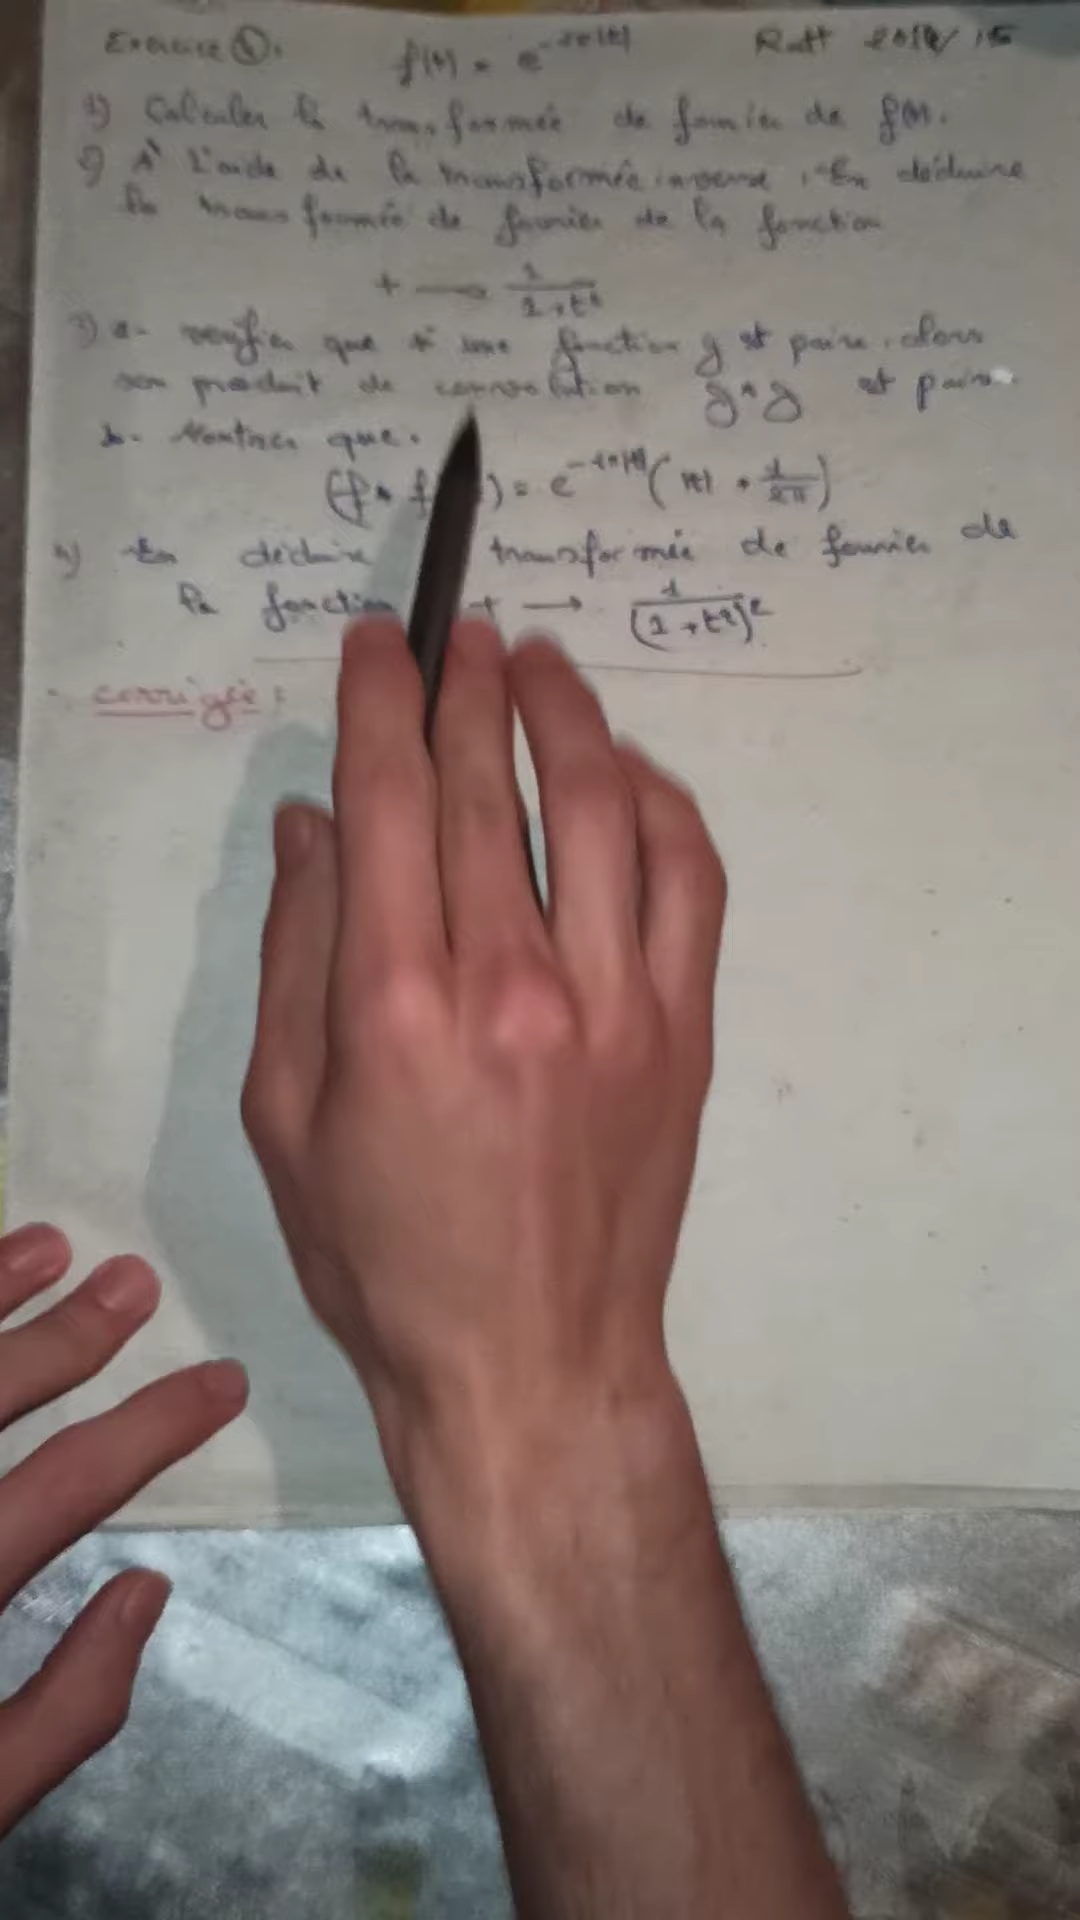 Exercice ①:
f(t) = e^{-2π|t|} Ratt 2014/15
1) Calculer la transformée de fourier de f(t).
2) A l'aide de la transformée inverse. En déduire
la transformée de fourier de la fonction
t → 1/(1+t²)
3) a- vérifier que si une fonction g est paire. alors
son produit de convolution g*g est paire.
b- Montrer que.
(f * f ) = e^{-2π|t|}(|t| + 1/2π)
4) En déduire transformée de fourier de
la fonction t → 1/(1+t²)²
corrigée: